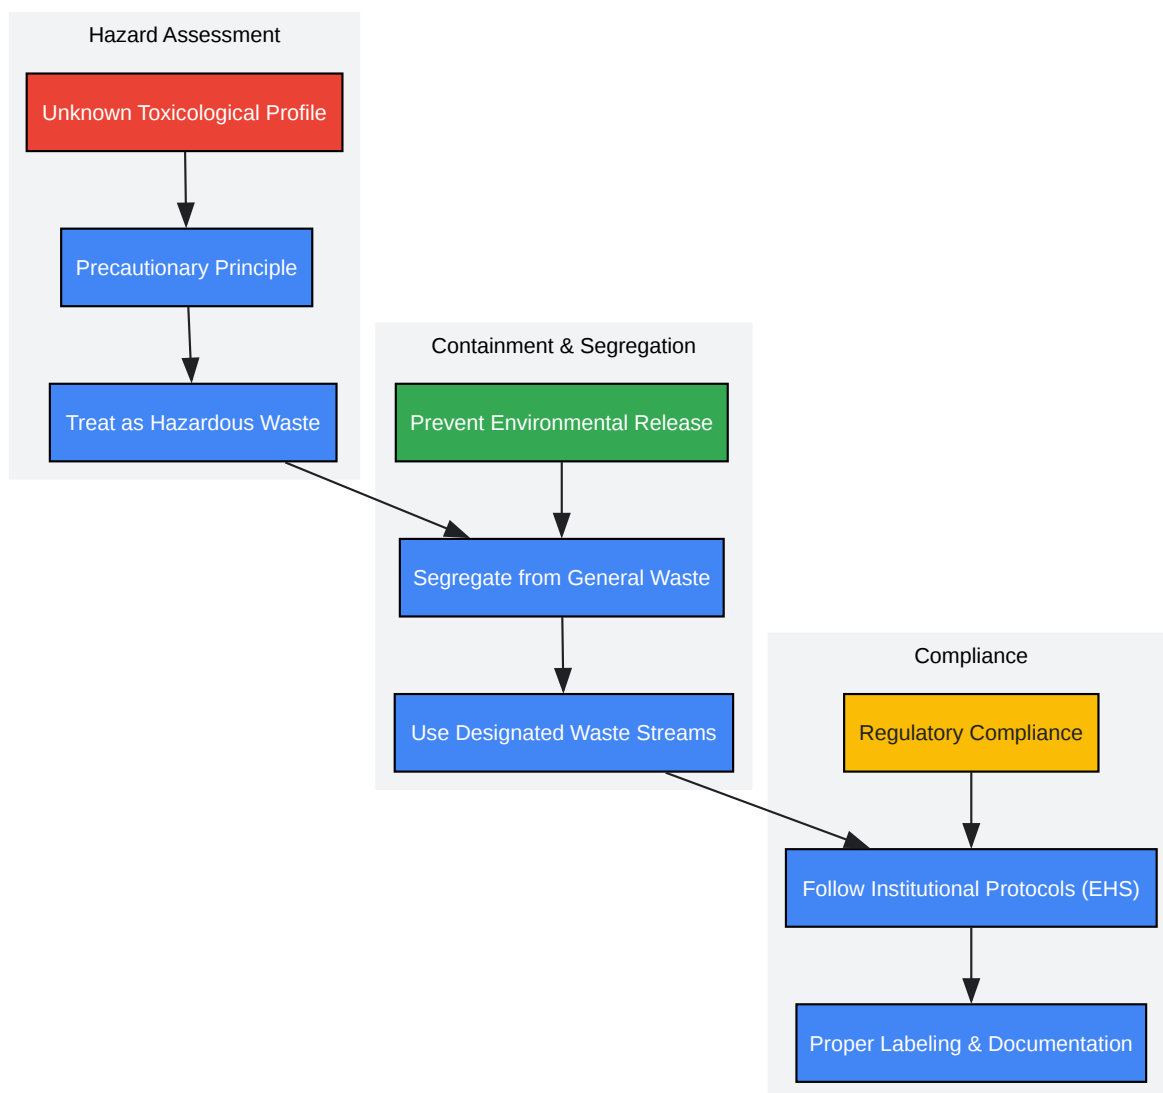 Hazard Assessment
Unknown Toxicological Profile
Precautionary Principle
Treat as Hazardous Waste
Containment & Segregation
Prevent Environmental Release
Segregate from General Waste
Use Designated Waste Streams
Compliance
Regulatory Compliance
Follow Institutional Protocols (EHS)
Proper Labeling & Documentation